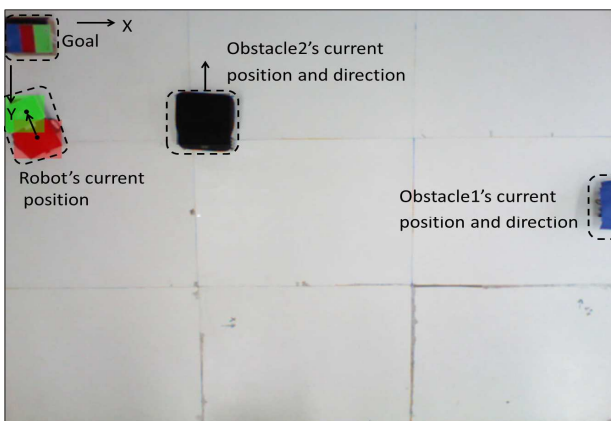 X
Goal
Obstacle2's current
position and direction
Y
Robot's current
position
Obstacle1's current
position and direction